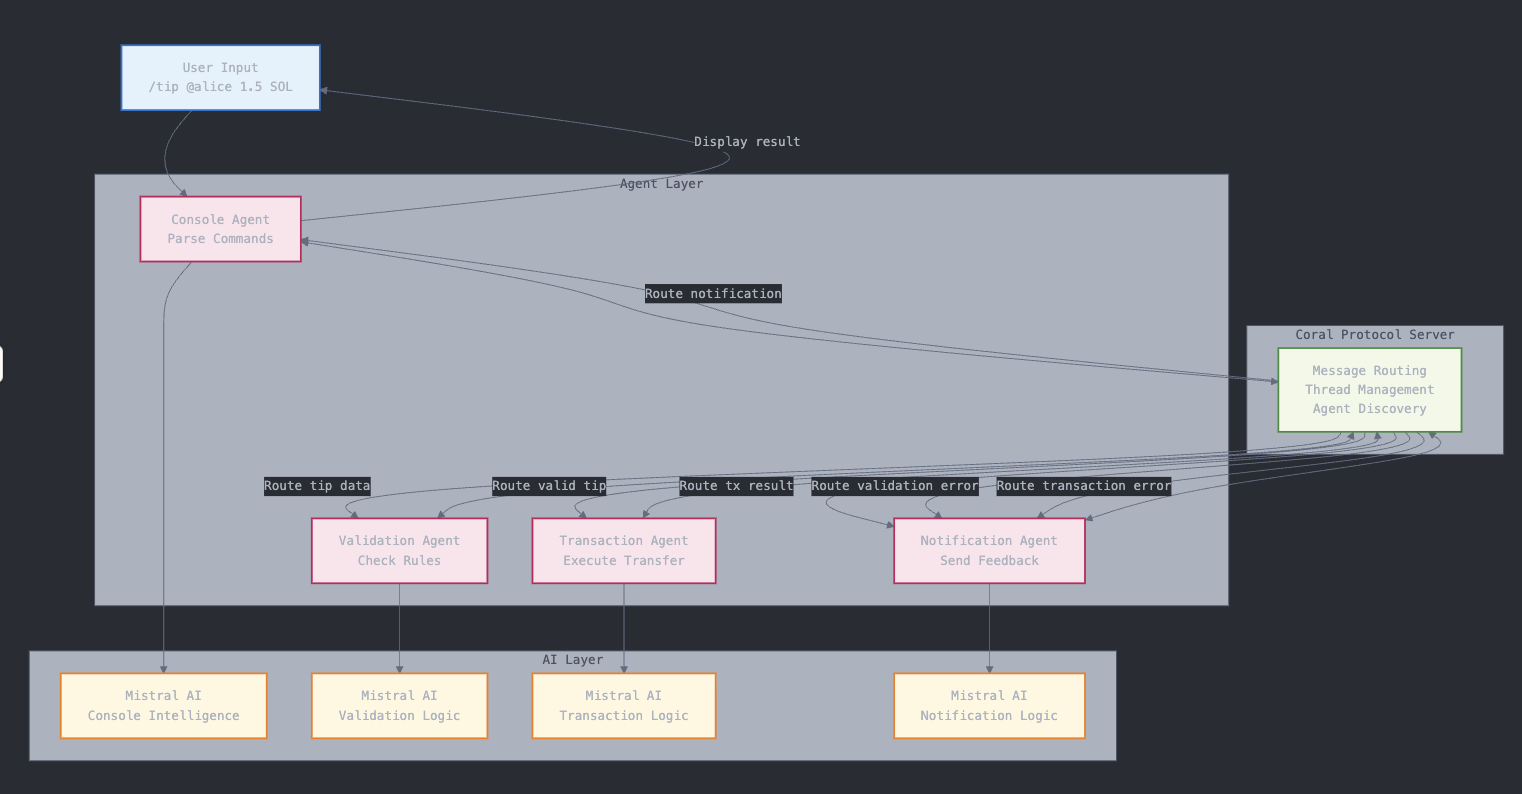 User Input
/tip @alice 1.5 SOL
Display result
Agent Layer
Console Agent
Parse Commands
Route notification
Coral Protocol Server
Message Routing
Thread Management
Agent Discovery
Route tip data
Route valid tip
Route tx result
Route validation error
Route transaction error
Validation Agent
Check Rules
Transaction Agent
Execute Transfer
Notification Agent
Send Feedback
AI Layer
Mistral AI
Console Intelligence
Mistral AI
Validation Logic
Mistral AI
Transaction Logic
Mistral AI
Notification Logic